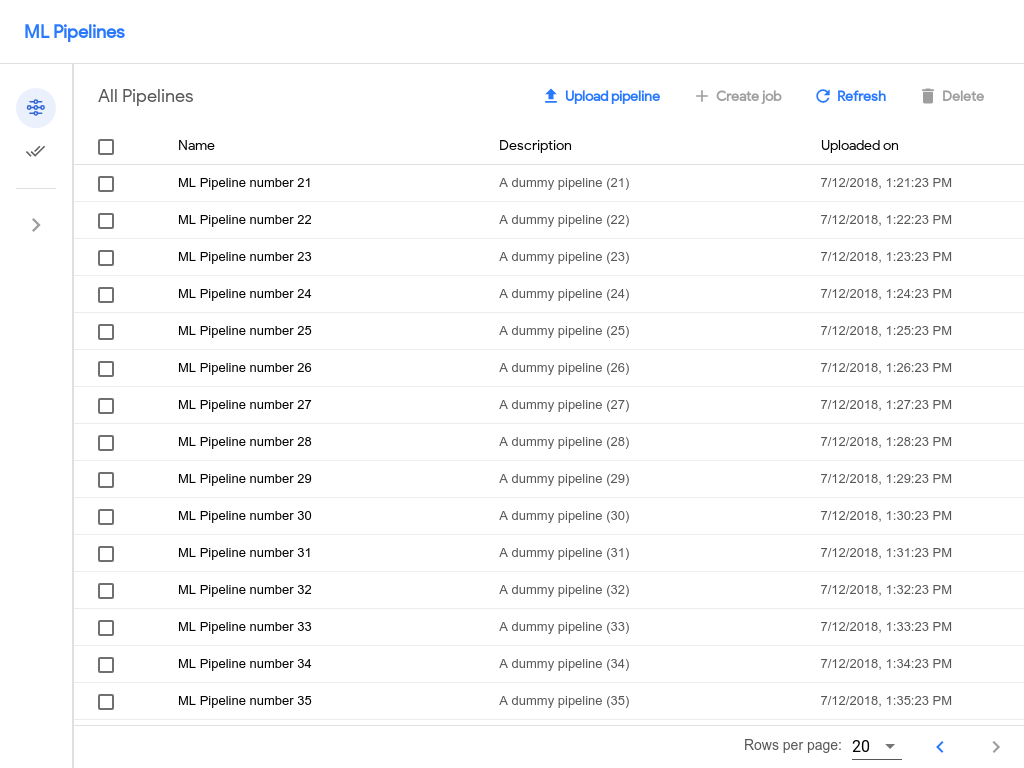 ML Pipelines
All Pipelines Upload pipeline Create job Refresh Delete
Name Description Uploaded on
ML Pipeline number 21 A dummy pipeline (21) 7/12/2018, 1:21:23 PM
ML Pipeline number 22 A dummy pipeline (22) 7/12/2018, 1:22:23 PM
ML Pipeline number 23 A dummy pipeline (23) 7/12/2018, 1:23:23 PM
ML Pipeline number 24 A dummy pipeline (24) 7/12/2018, 1:24:23 PM
ML Pipeline number 25 A dummy pipeline (25) 7/12/2018, 1:25:23 PM
ML Pipeline number 26 A dummy pipeline (26) 7/12/2018, 1:26:23 PM
ML Pipeline number 27 A dummy pipeline (27) 7/12/2018, 1:27:23 PM
ML Pipeline number 28 A dummy pipeline (28) 7/12/2018, 1:28:23 PM
ML Pipeline number 29 A dummy pipeline (29) 7/12/2018, 1:29:23 PM
ML Pipeline number 30 A dummy pipeline (30) 7/12/2018, 1:30:23 PM
ML Pipeline number 31 A dummy pipeline (31) 7/12/2018, 1:31:23 PM
ML Pipeline number 32 A dummy pipeline (32) 7/12/2018, 1:32:23 PM
ML Pipeline number 33 A dummy pipeline (33) 7/12/2018, 1:33:23 PM
ML Pipeline number 34 A dummy pipeline (34) 7/12/2018, 1:34:23 PM
ML Pipeline number 35 A dummy pipeline (35) 7/12/2018, 1:35:23 PM
Rows per page: 20